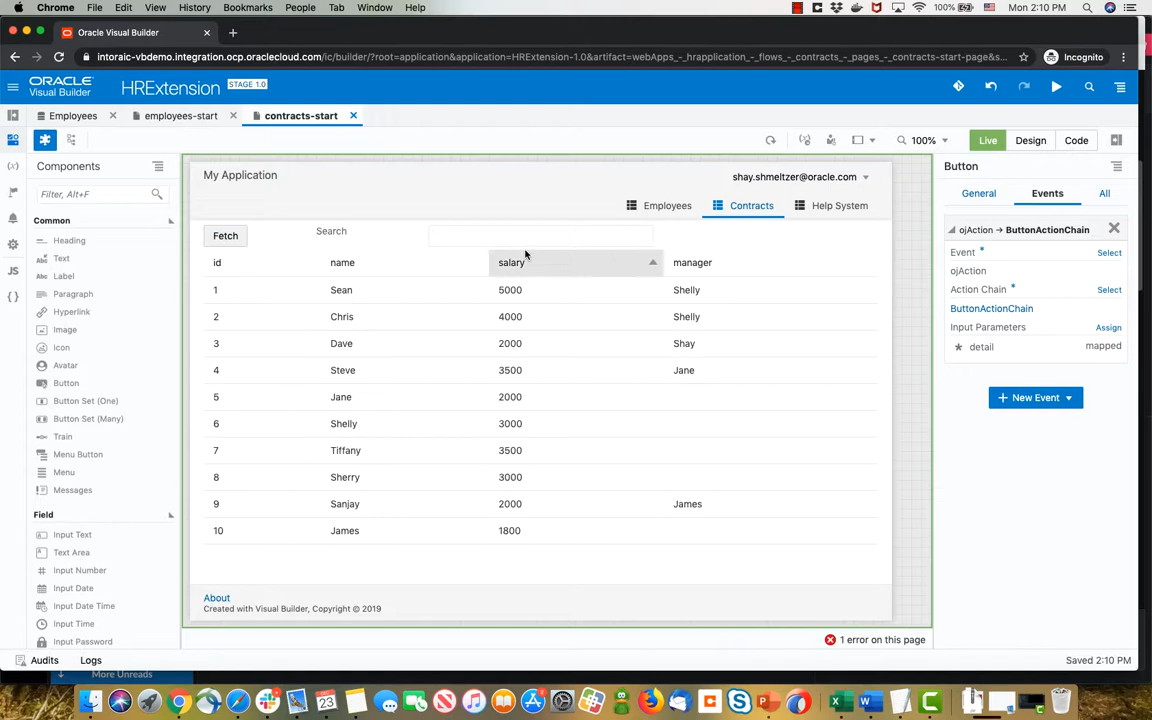 Chrome File Edit View History Bookmarks People Tab Window Help 100% Mon 2:10 PM
Oracle Visual Builder
intoraic-vbdemo.integration.ocp.oraclecloud.com/ic/builder/?root=application&application=HRExtension-1.0&artifact=webApps_-_hrapplication_-_flows_-_contracts_-_pages_-_contracts-start-page&s... Incognito
ORACLE Visual Builder HRExtension STAGE 1.0
Employees employees-start contracts-start
100% Live Design Code
Components
Filter, Alt+F
Common
Heading
Text
Label
Paragraph
Hyperlink
Image
Icon
Avatar
Button
Button Set (One)
Button Set (Many)
Train
Menu Button
Menu
Messages
Field
Input Text
Text Area
Input Number
Input Date
Input Date Time
Input Time
Input Password
My Application shay.shmeltzer@oracle.com
Employees Contracts Help System
Fetch Search
id name salary manager
1 Sean 5000 Shelly
2 Chris 4000 Shelly
3 Dave 2000 Shay
4 Steve 3500 Jane
5 Jane 2000
6 Shelly 3000
7 Tiffany 3500
8 Sherry 3000
9 Sanjay 2000 James
10 James 1800
About
Created with Visual Builder, Copyright © 2019
1 error on this page
Button
General Events All
ojAction → ButtonActionChain
Event * Select
ojAction
Action Chain * Select
ButtonActionChain
Input Parameters Assign
* detail mapped
+ New Event
Audits Logs Saved 2:10 PM
More Unreads